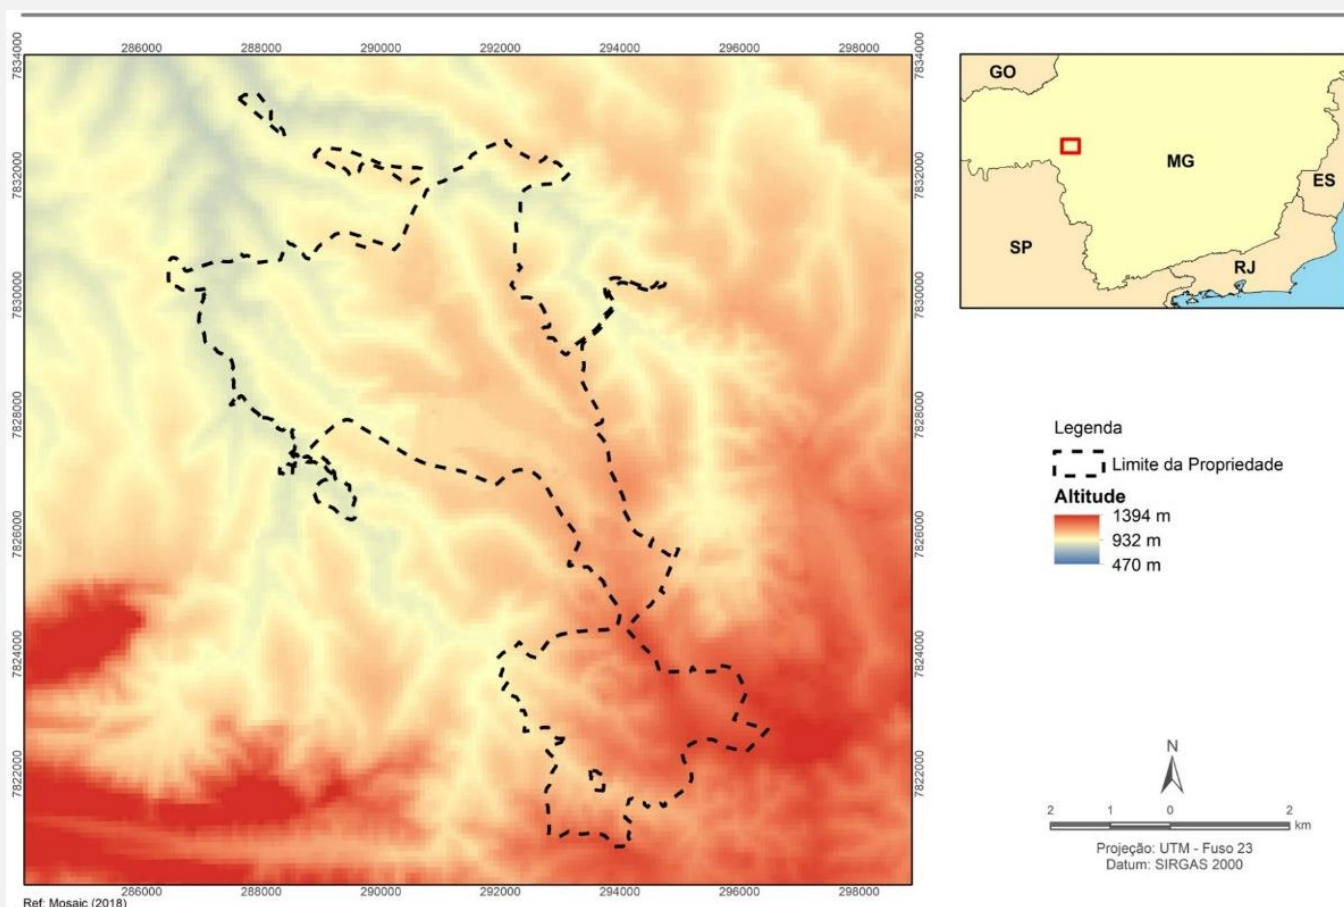 286000 288000 290000 292000 294000 296000 298000
7834000 7834000
7832000 7832000
7830000 7830000
7828000 7828000
7826000 7826000
7824000 7824000
7822000 7822000
286000 288000 290000 292000 294000 296000 298000
Ref: Mosaic (2018)
GO
MG
ES
SP
RJ
Legenda
Limite da Propriedade
Altitude
1394 m
932 m
470 m
N
2 1 0 2
km
Projeção: UTM - Fuso 23
Datum: SIRGAS 2000